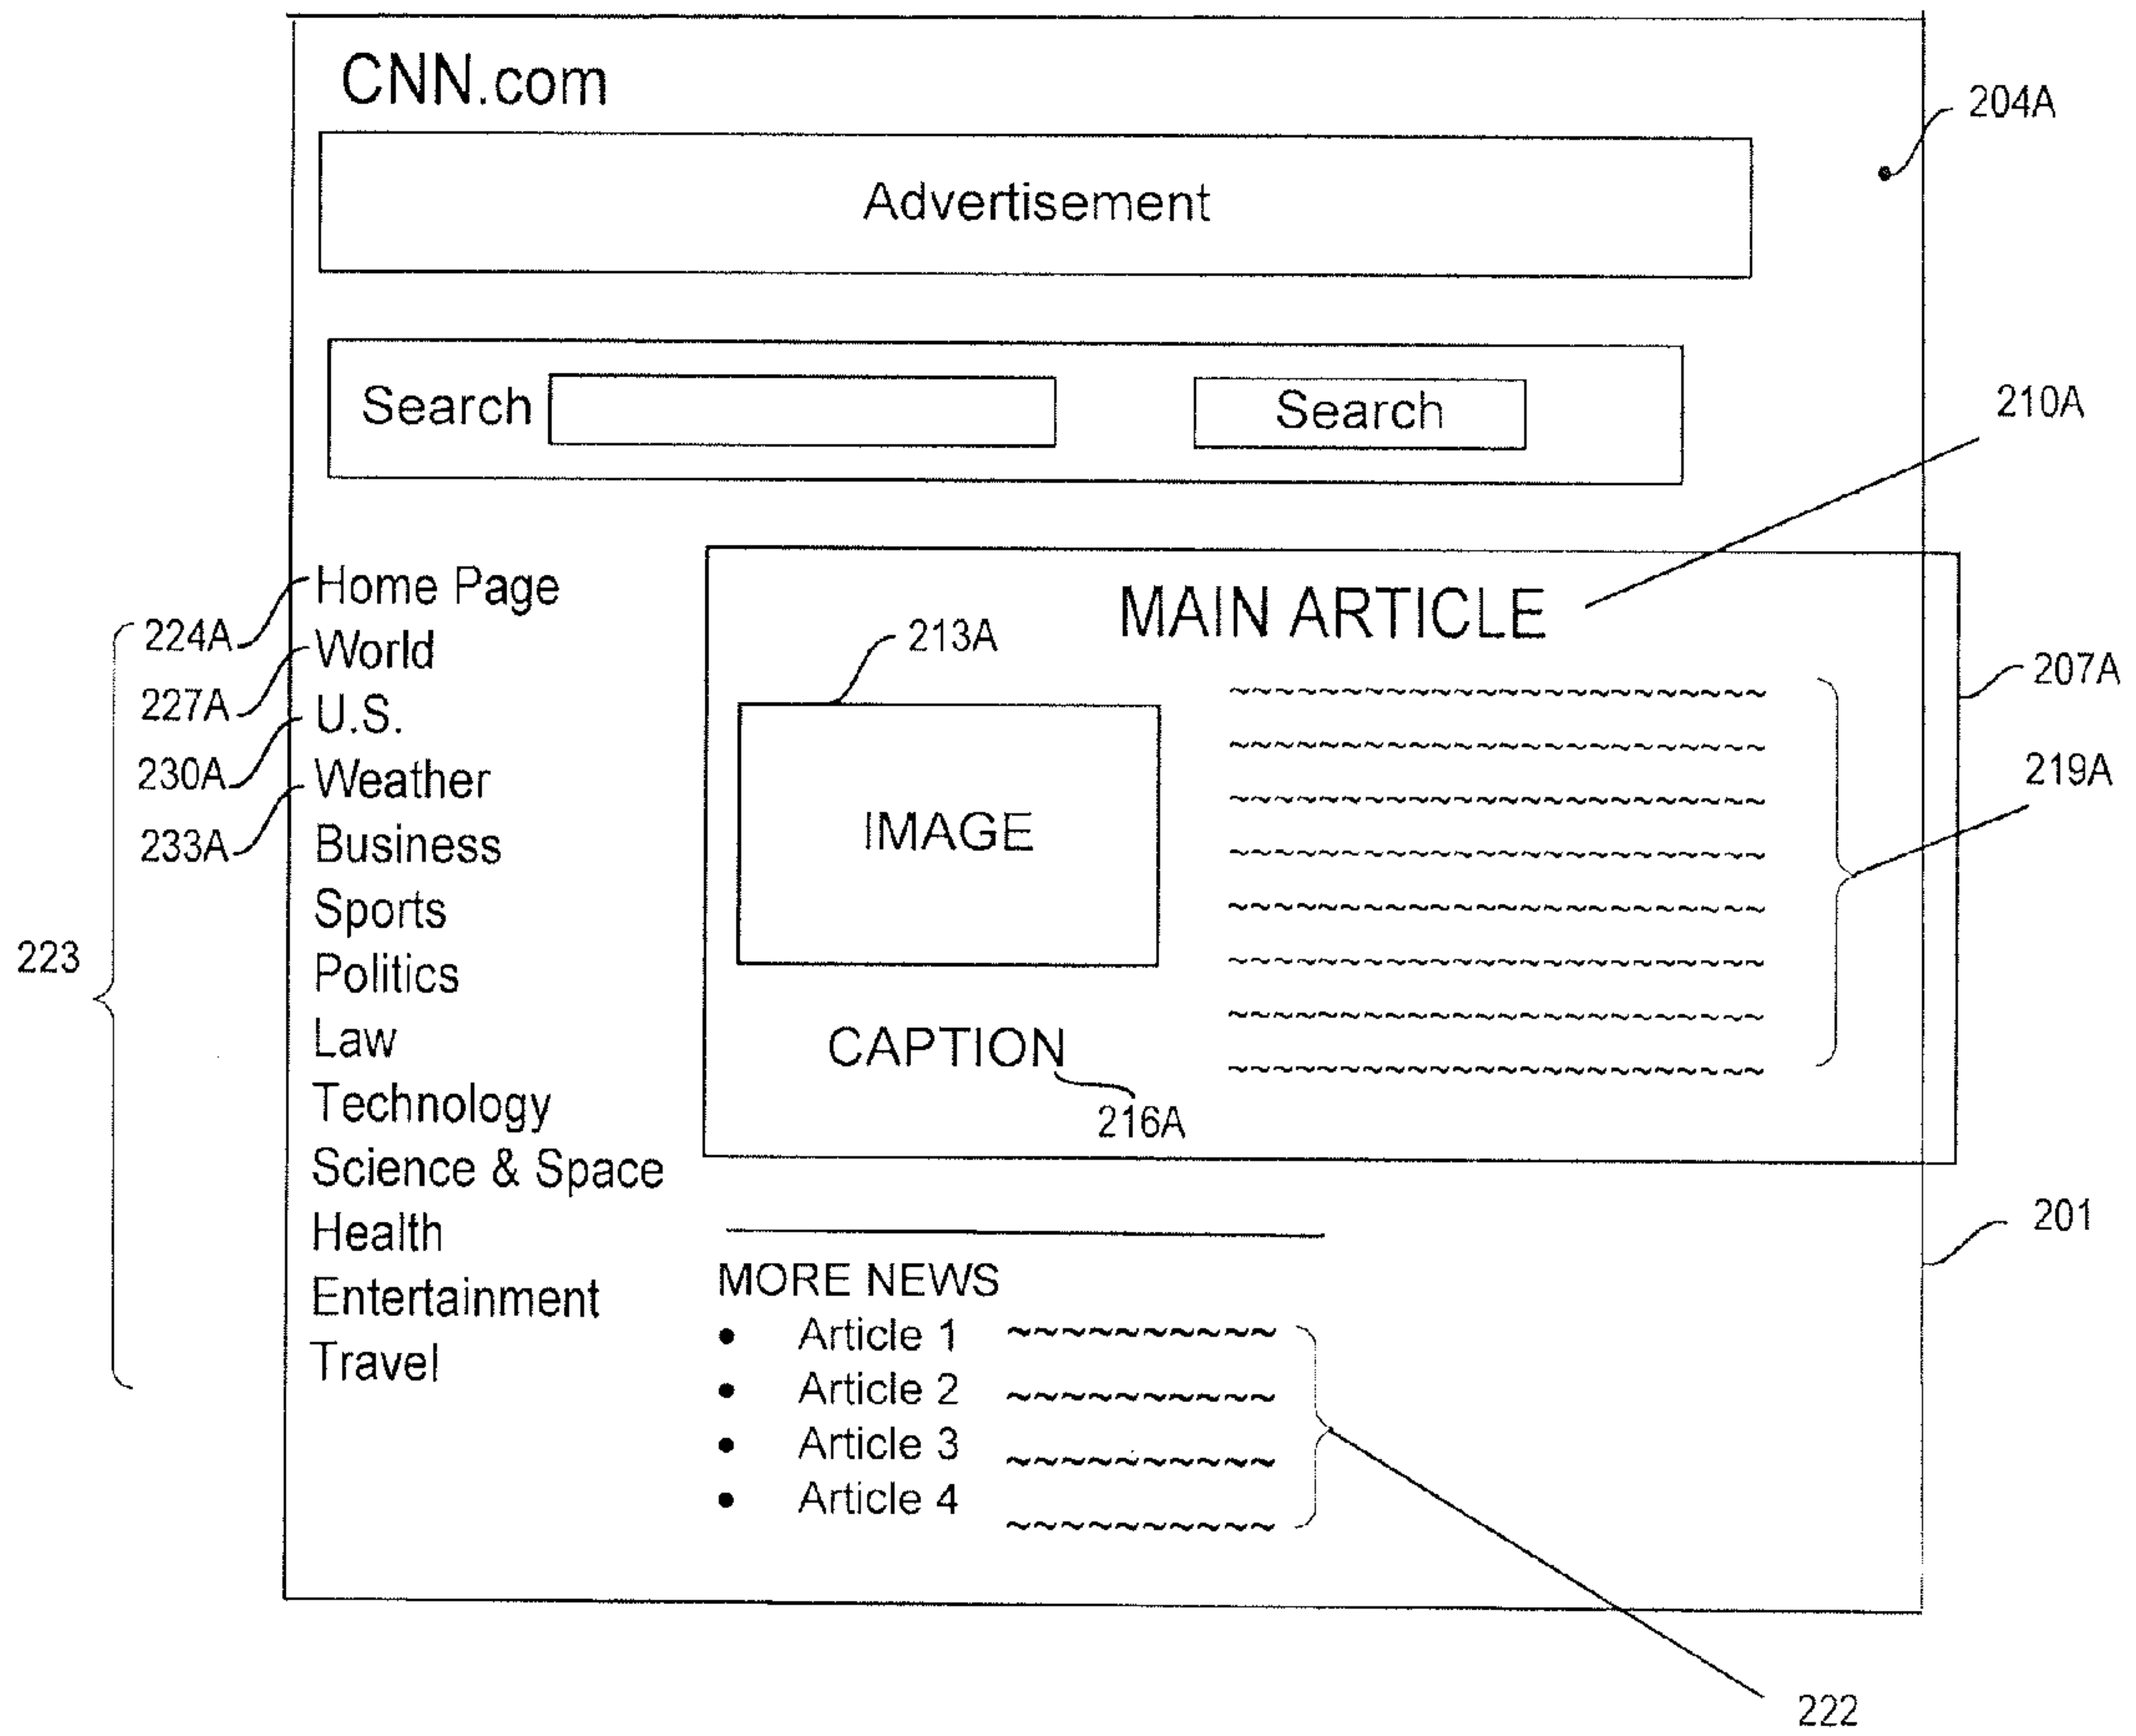 CNN.com
204A
Advertisement
Search
Search
210A
Home Page
224A
World
227A
U.S.
230A
Weather
233A
Business
Sports
Politics
Law
Technology
Science & Space
Health
Entertainment
Travel
223
MAIN ARTICLE
213A
207A
IMAGE
219A
CAPTION
216A
201
MORE NEWS
• Article 1 ~~~~~~~~~~
• Article 2 ~~~~~~~~~~
• Article 3 ~~~~~~~~~~
• Article 4 ~~~~~~~~~~
222